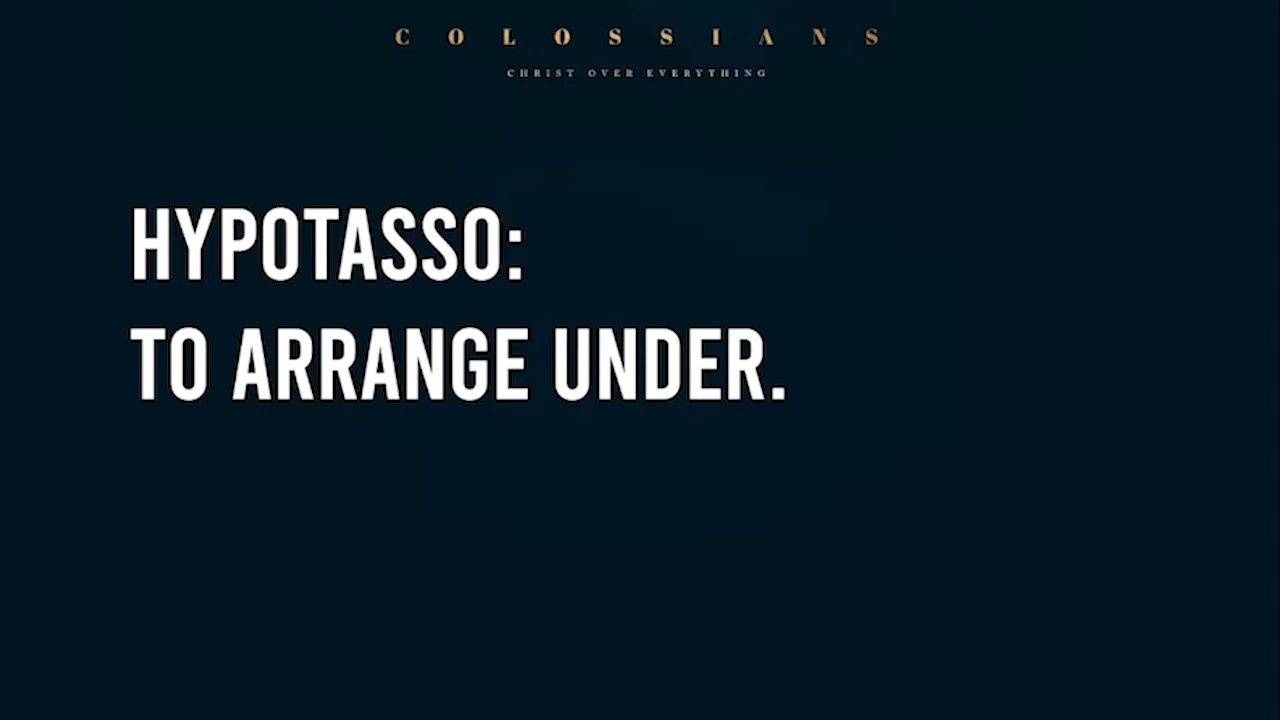 COLOSSIANS
CHRIST OVER EVERYTHING
HYPOTASSO:
TO ARRANGE UNDER.